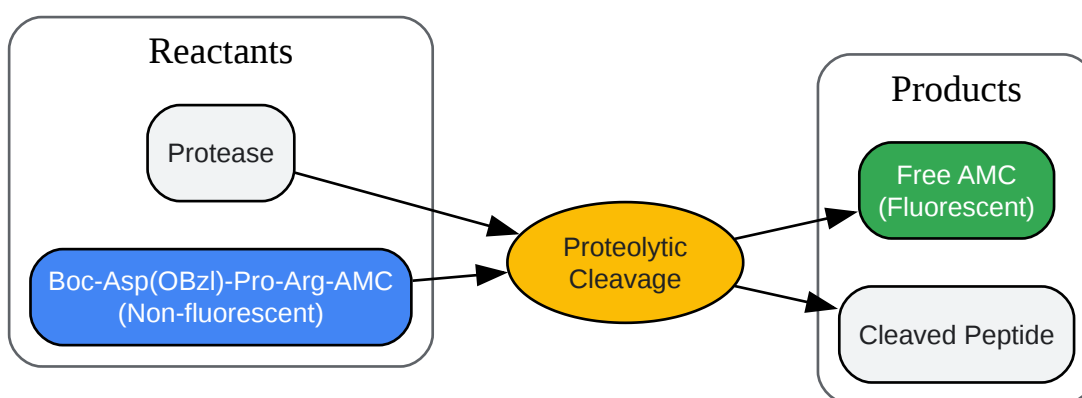 Reactants
Protease
Boc-Asp(OBzl)-Pro-Arg-AMC
(Non-fluorescent)
Proteolytic
Cleavage
Products
Free AMC
(Fluorescent)
Cleaved Peptide